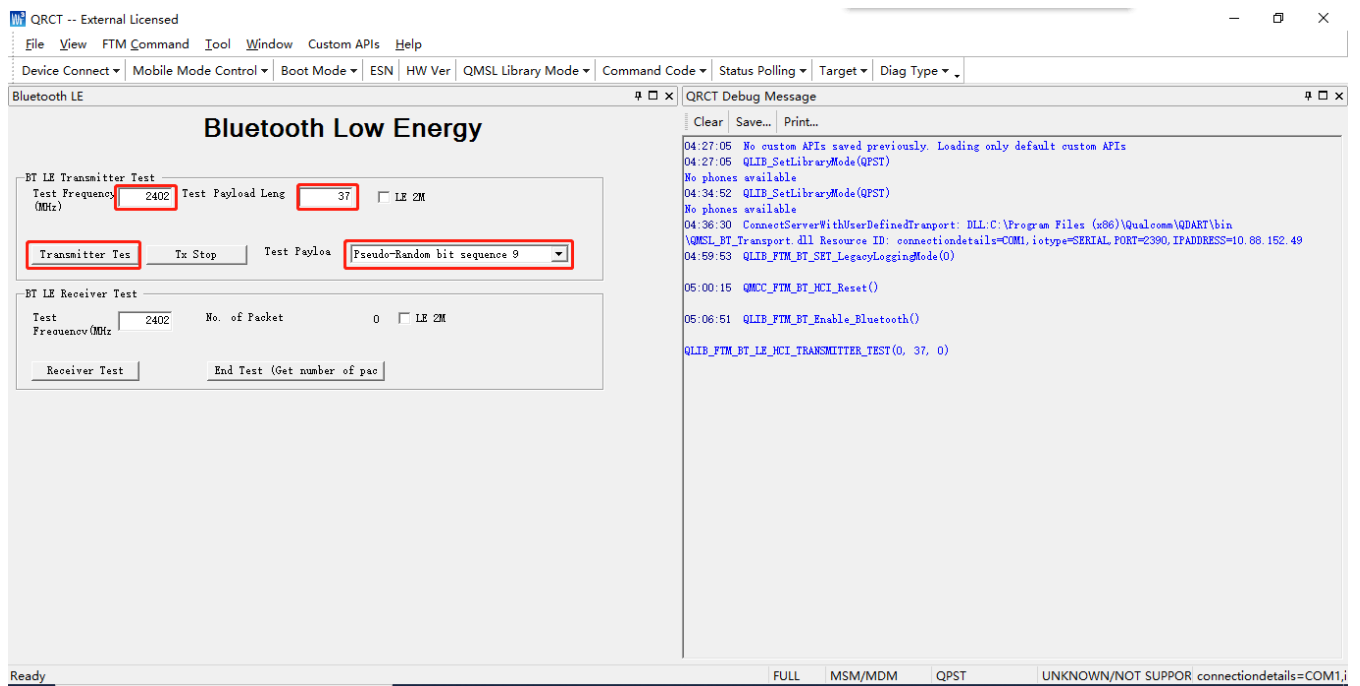 QRCT -- External Licensed
File View FTM Command Tool Window Custom APIs Help
Device Connect Mobile Mode Control Boot Mode ESN HW Ver QMSL Library Mode Command Code Status Polling Target Diag Type
Bluetooth LE
Bluetooth Low Energy
BT LE Transmitter Test
Test Frequency 2402 Test Payload Leng 37 LE 2M
(MHz)
Transmitter Tes Tx Stop Test Payloa Pseudo-Random bit sequence 9
BT LE Receiver Test
Test 2402 No. of Packet 0 LE 2M
Frequency(MHz
Receiver Test End Test (Get number of pac
QRCT Debug Message
Clear Save... Print...
04:27:05 No custom APIs saved previously. Loading only default custom APIs
04:27:05 QLIB_SetLibraryMode(QPST)
No phones available
04:34:52 QLIB_SetLibraryMode(QPST)
No phones available
04:36:30 ConnectServerWithUserDefinedTranport: DLL:C:\Program Files (x86)\Qualcomm\QDART\bin
\QMSL_BT_Transport.dll Resource ID: connectiondetails=COM1,iotype=SERIAL,PORT=2390,IPADDRESS=10.88.152.49
04:59:53 QLIB_FTM_BT_SET_LegacyLoggingMode(0)
05:00:15 QMCC_FTM_BT_HCI_Reset()
05:06:51 QLIB_FTM_BT_Enable_Bluetooth()
QLIB_FTM_BT_LE_HCI_TRANSMITTER_TEST(0, 37, 0)
Ready FULL MSM/MDM QPST UNKNOWN/NOT SUPPOR connectiondetails=COM1,i